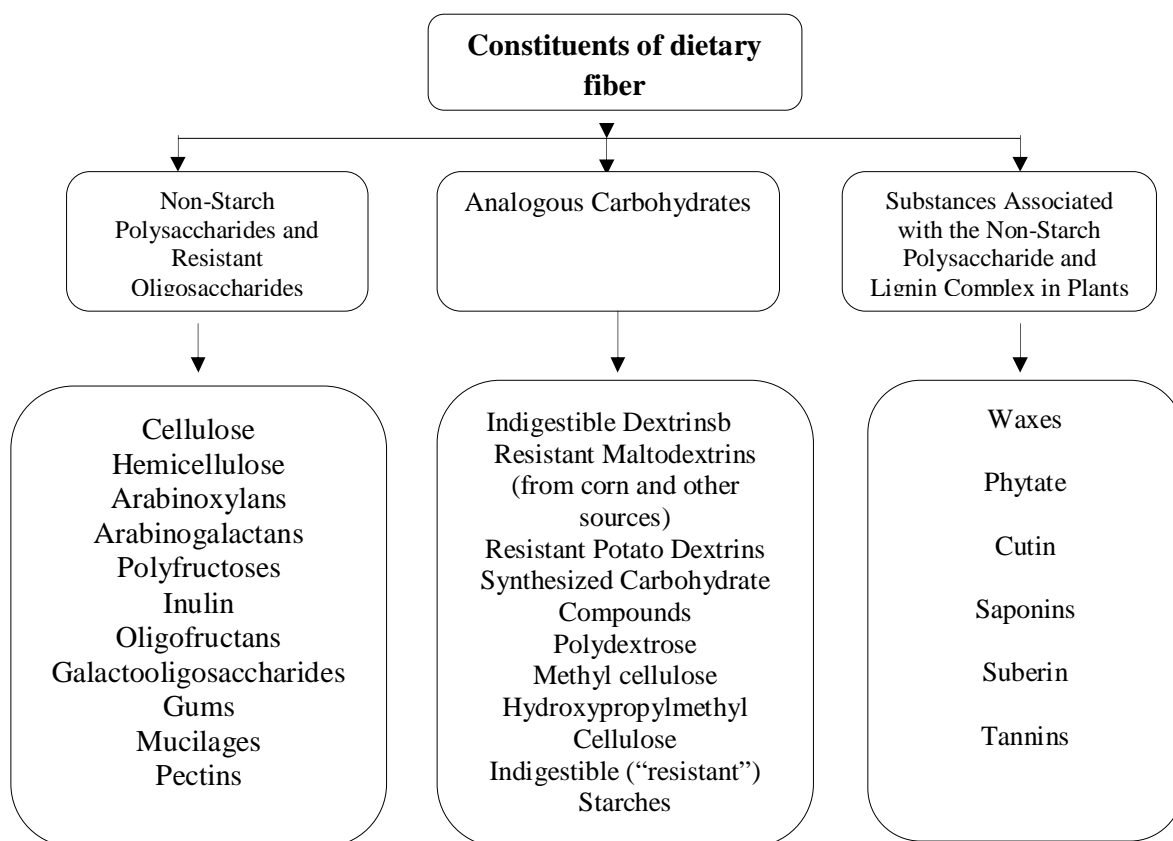 Constituents of dietary
fiber
Non-Starch
Polysaccharides and
Resistant
Oligosaccharides
Analogous Carbohydrates
Substances Associated
with the Non-Starch
Polysaccharide and
Lignin Complex in Plants
Cellulose
Hemicellulose
Arabinoxylans
Arabinogalactans
Polyfructoses
Inulin
Oligofructans
Galactooligosaccharides
Gums
Mucilages
Pectins
Indigestible Dextrinsb
Resistant Maltodextrins
(from corn and other
sources)
Resistant Potato Dextrins
Synthesized Carbohydrate
Compounds
Polydextrose
Methyl cellulose
Hydroxypropylmethyl
Cellulose
Indigestible (“resistant”)
Starches
Waxes
Phytate
Cutin
Saponins
Suberin
Tannins